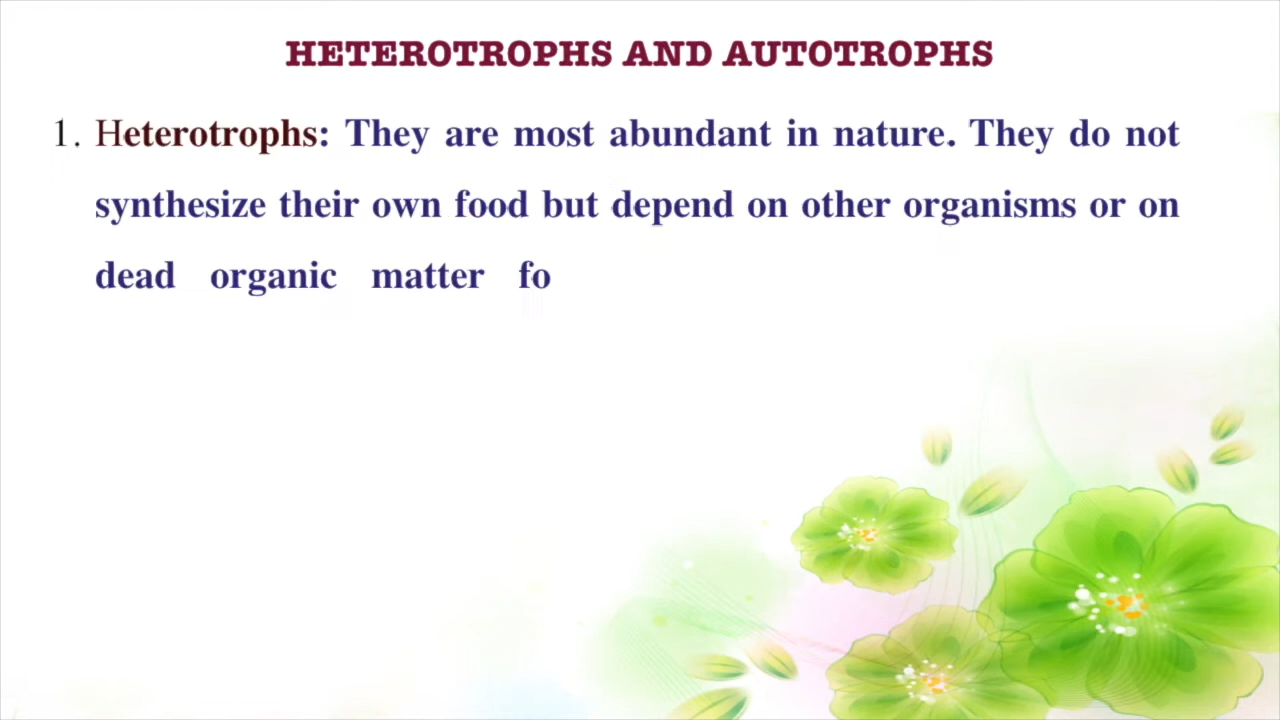 HETEROTROPHS AND AUTOTROPHS
1. Heterotrophs: They are most abundant in nature. They do not
synthesize their own food but depend on other organisms or on
dead organic matter fo